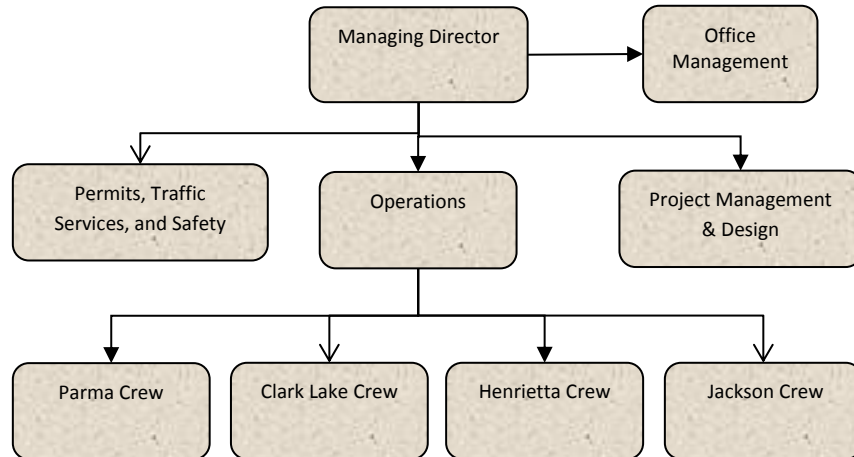 Managing Director
Office
Management
Permits, Traffic
Services, and Safety
Operations
Project Management
& Design
Parma Crew
Clark Lake Crew
Henrietta Crew
Jackson Crew